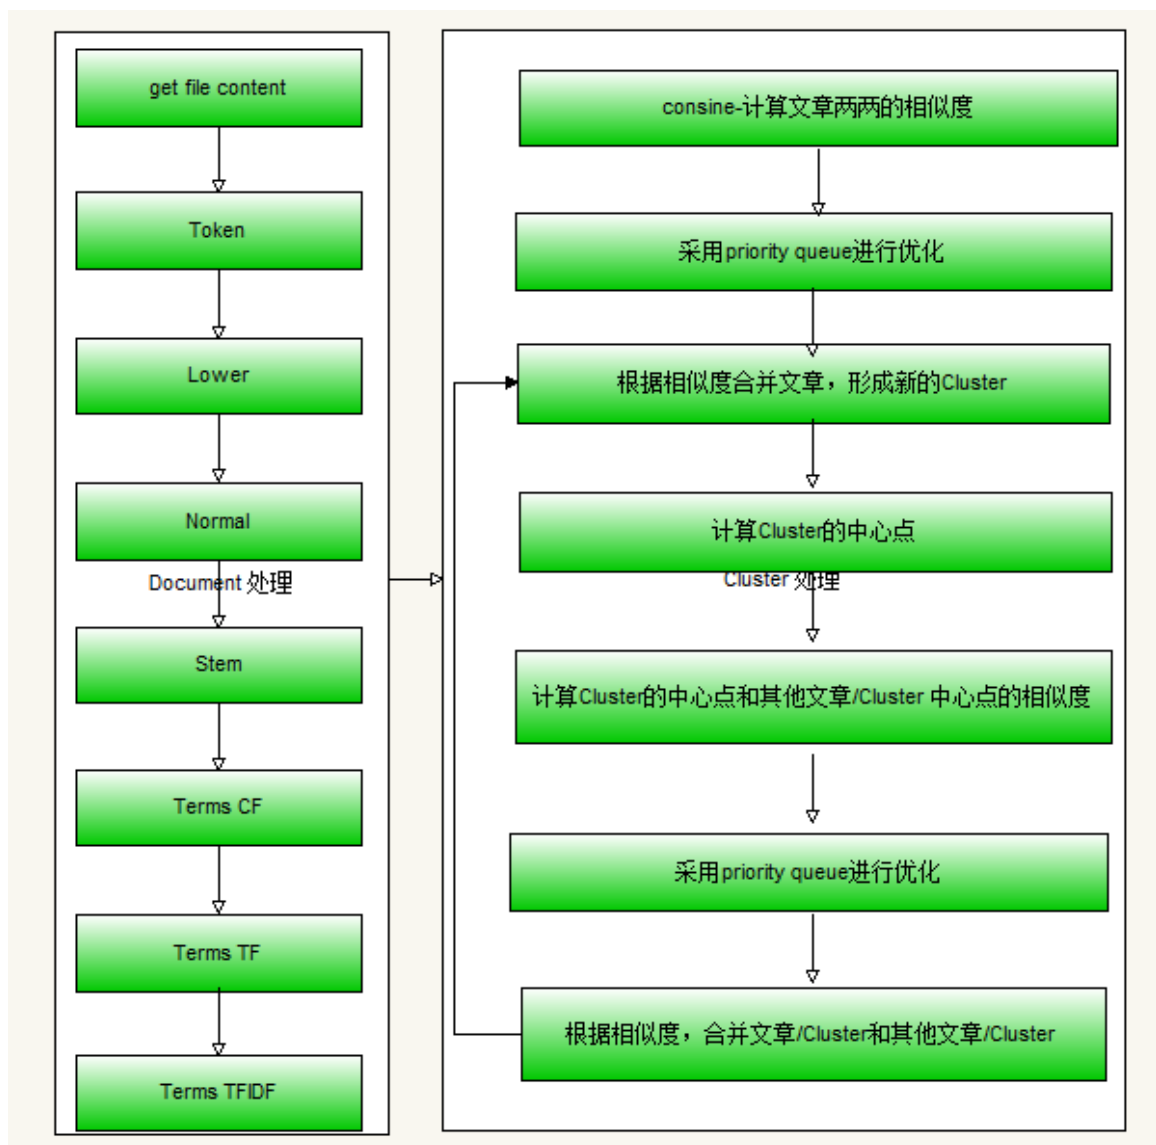 get file content
Token
Lower
Normal
Document 处理
Stem
Terms CF
Terms TF
Terms TFIDF
consine-计算文章两两的相似度
采用priority queue进行优化
根据相似度合并文章，形成新的Cluster
计算Cluster的中心点
Cluster 处理
计算Cluster的中心点和其他文章/Cluster 中心点的相似度
采用priority queue进行优化
根据相似度，合并文章/Cluster和其他文章/Cluster